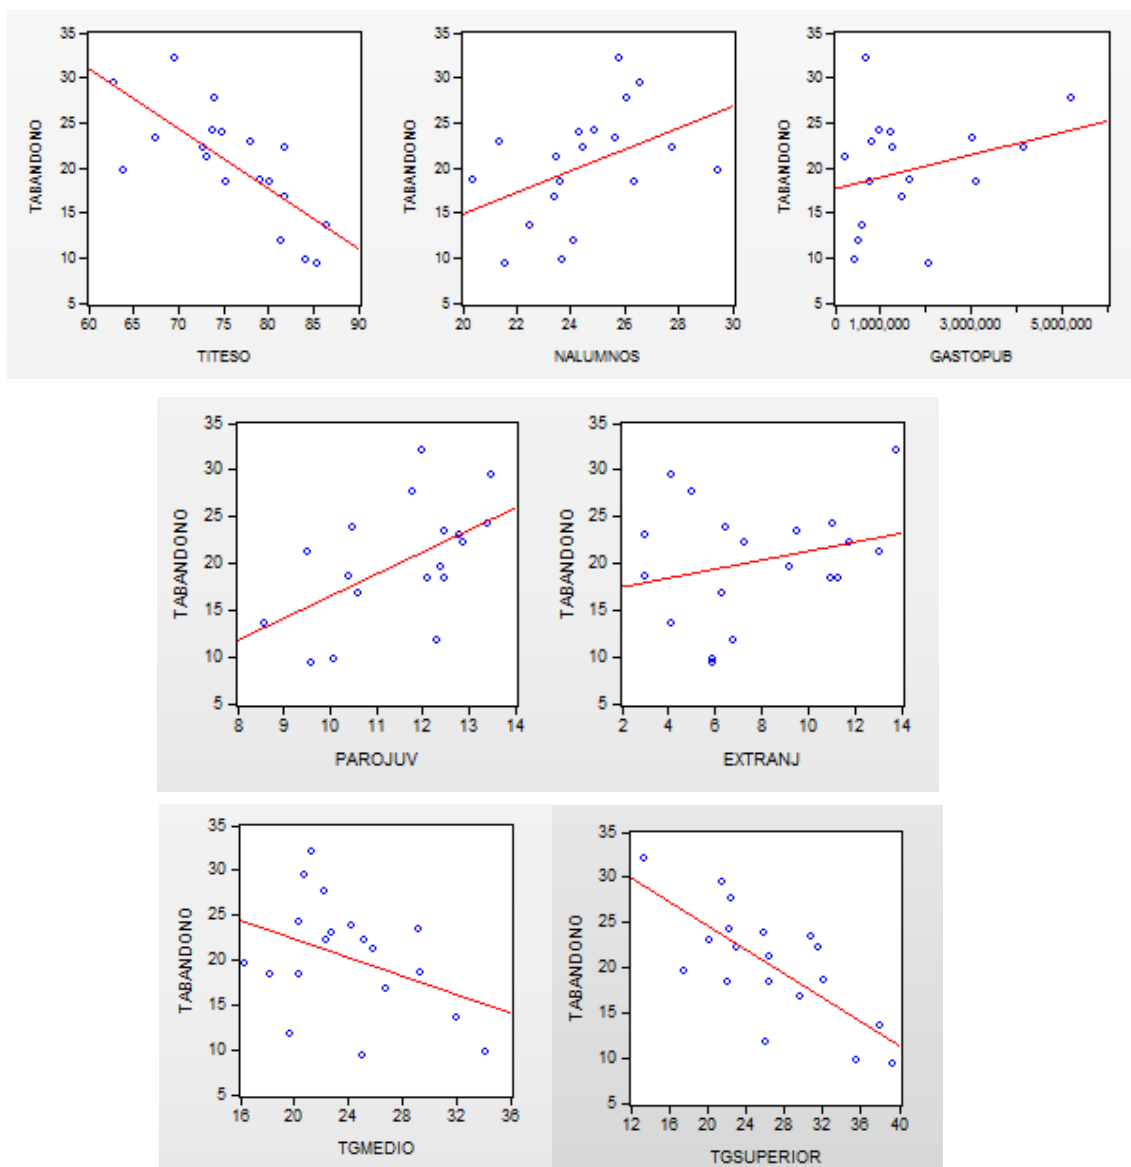 35
30
25
20
15
10
5
TABANDONO
60 65 70 75 80 85 90
TITESO
35
30
25
20
15
10
5
TABANDONO
20 22 24 26 28 30
NALUMNOS
35
30
25
20
15
10
5
TABANDONO
0 1,000,000 3,000,000 5,000,000
GASTOPUB
35
30
25
20
15
10
5
TABANDONO
8 9 10 11 12 13 14
PAROJUV
35
30
25
20
15
10
5
TABANDONO
2 4 6 8 10 12 14
EXTRANJ
35
30
25
20
15
10
5
TABANDONO
16 20 24 28 32 36
TGMEDIO
35
30
25
20
15
10
5
TABANDONO
12 16 20 24 28 32 36 40
TGSUPERIOR